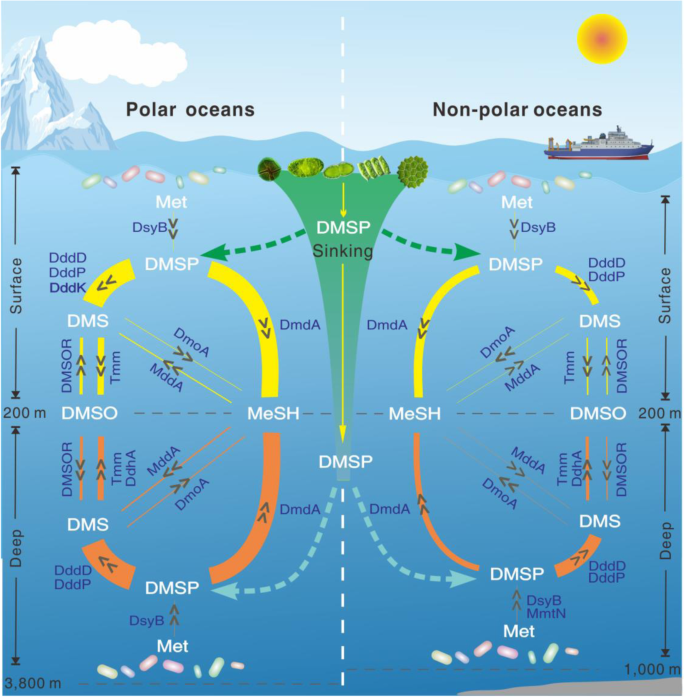 Polar oceans
Non-polar oceans
Met
DsyB
DMSP
DddD
DddP
DddK
DMS
DmdA
DmoA
MddA
DMSOR
Tmm
DMSO
MeSH
DMSOR
Tmm
DdhA
MddA
DmoA
DMS
DmdA
DddD
DddP
DMSP
DsyB
Met
Surface
200 m
Deep
3,800 m
DMSP
Sinking
DMSP
Met
DsyB
DMSP
DddD
DddP
DMS
DmdA
DmoA
MddA
Tmm
DMSOR
MeSH
DMSO
MddA
DmoA
Tmm
DdhA
DMSOR
DMS
DmdA
DddD
DddP
DMSP
DsyB
MmtN
Met
Surface
200 m
Deep
1,000 m